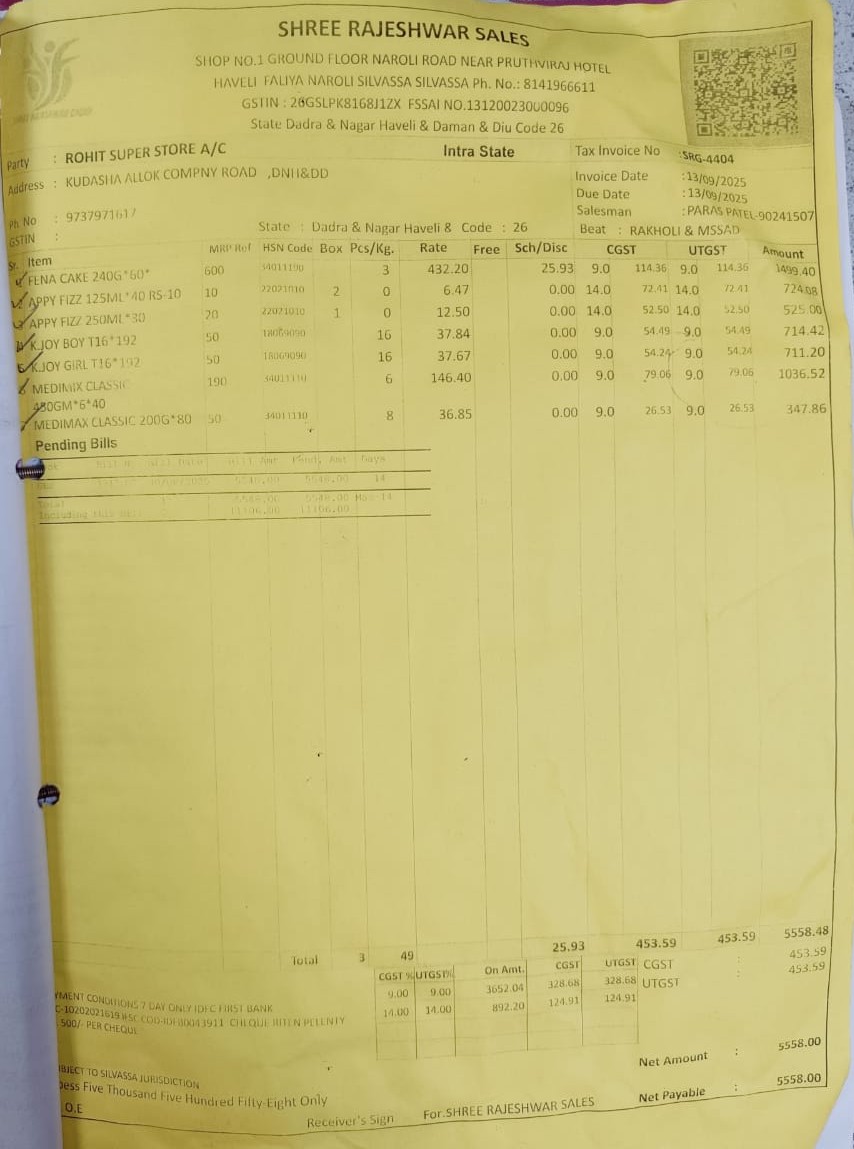 SHREE RAJESHWAR SALES
SHOP NO.1 GROUND FLOOR NAROLI ROAD NEAR PRUTHVIRAJ HOTEL
HAVELI FALIYA NAROLI SILVASSA SILVASSA Ph. No.: 8141966611
GSTIN : 26GSLPK8168J1ZX FSSAI NO.13120023000096
State Dadra & Nagar Haveli & Daman & Diu Code 26
Party : ROHIT SUPER STORE A/C Intra State Tax Invoice No :SRG-4404
Address : KUDASHA ALLOK COMPNY ROAD ,DNH&DD Invoice Date :13/09/2025
Due Date :13/09/2025
Ph No : 9737971617 Salesman :PARAS PATEL-90241507
GSTIN : State : Dadra & Nagar Haveli & Code : 26 Beat : RAKHOLI & MSSAD
Sr. Item MRP Ref HSN Code Box Pcs/Kg. Rate Free Sch/Disc CGST UTGST Amount
1 FENA CAKE 240G*60* 600 34011190 3 432.20 25.93 9.0 114.36 9.0 114.36 1499.40
2 APPY FIZZ 125ML*40 RS-10 10 22021010 2 0 6.47 0.00 14.0 72.41 14.0 72.41 724.08
3 APPY FIZZ 250ML*30 20 22021010 1 0 12.50 0.00 14.0 52.50 14.0 52.50 525.00
4 K.JOY BOY T16*192 50 18069090 16 37.84 0.00 9.0 54.49 9.0 54.49 714.42
5 K.JOY GIRL T16*192 50 18069090 16 37.67 0.00 9.0 54.24 9.0 54.24 711.20
6 MEDIMIX CLASSIC 190 34011110 6 146.40 0.00 9.0 79.06 9.0 79.06 1036.52
450GM*6*40
7 MEDIMAX CLASSIC 200G*80 50 34011110 8 36.85 0.00 9.0 26.53 9.0 26.53 347.86
Pending Bills
Bill Date Bill Amt Pendg Amt Days
5548.00 5548.00 14
Total 5548.00 5548.00 Max-14
Including this 11106.00 11106.00
Total 3 49 25.93 453.59 453.59 5558.48
CGST % UTGST% On Amt. CGST UTGST CGST : 453.59
9.00 9.00 3652.04 328.68 328.68 UTGST : 453.59
14.00 14.00 892.20 124.91 124.91
YMENT CONDITIONS 7 DAY ONLY IDFC FIRST BANK
C-10202021619 IFSC COD-IDFB0043911 CHEQUE RITEN PELENTY
500/- PER CHEQUE
Net Amount : 5558.00
BJECT TO SILVASSA JURISDICTION
pess Five Thousand Five Hundred Fifty-Eight Only
Net Payable : 5558.00
O.E Receiver's Sign For.SHREE RAJESHWAR SALES